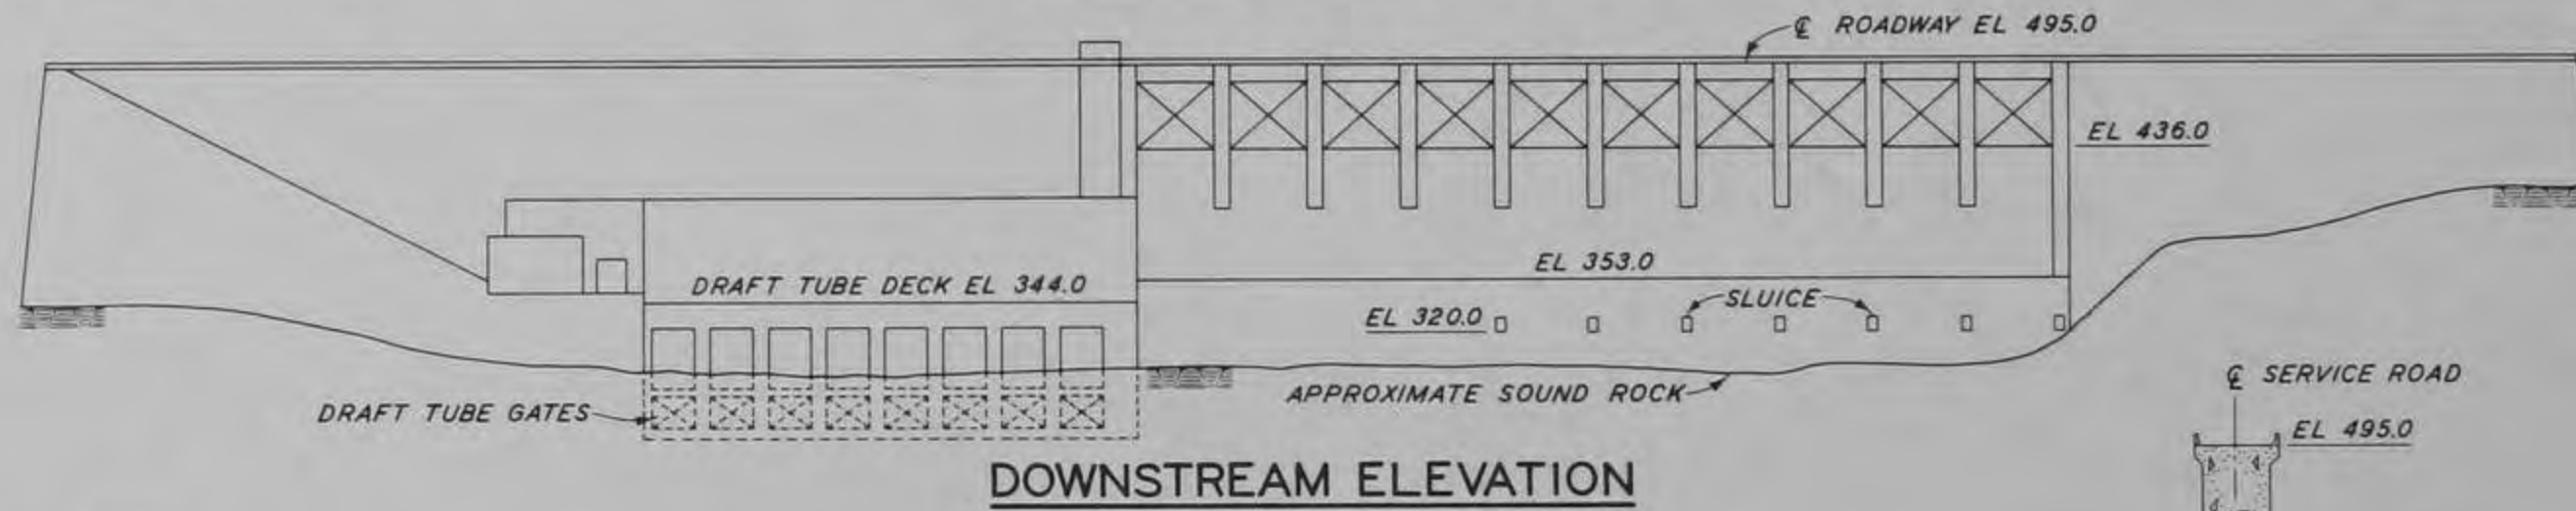 ℄ ROADWAY EL 495.0
EL 436.0
EL 353.0
DRAFT TUBE DECK EL 344.0
SLUICE
EL 320.0
APPROXIMATE SOUND ROCK
DRAFT TUBE GATES
℄ SERVICE ROAD
EL 495.0
DOWNSTREAM ELEVATION